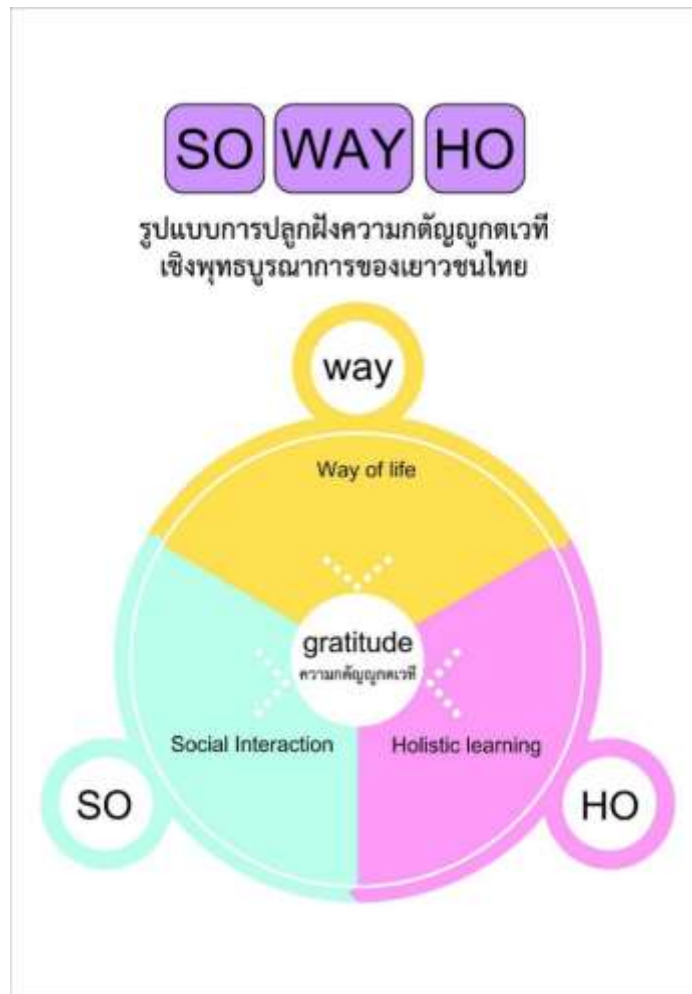 SO WAY HO
รูปแบบการปลูกฝังความกตัญญูกตเวที
เชิงพุทธบูรณาการของเยาวชนไทย
way
Way of life
gratitude
ความกตัญญูกตเวที
Social Interaction
Holistic learning
SO
HO